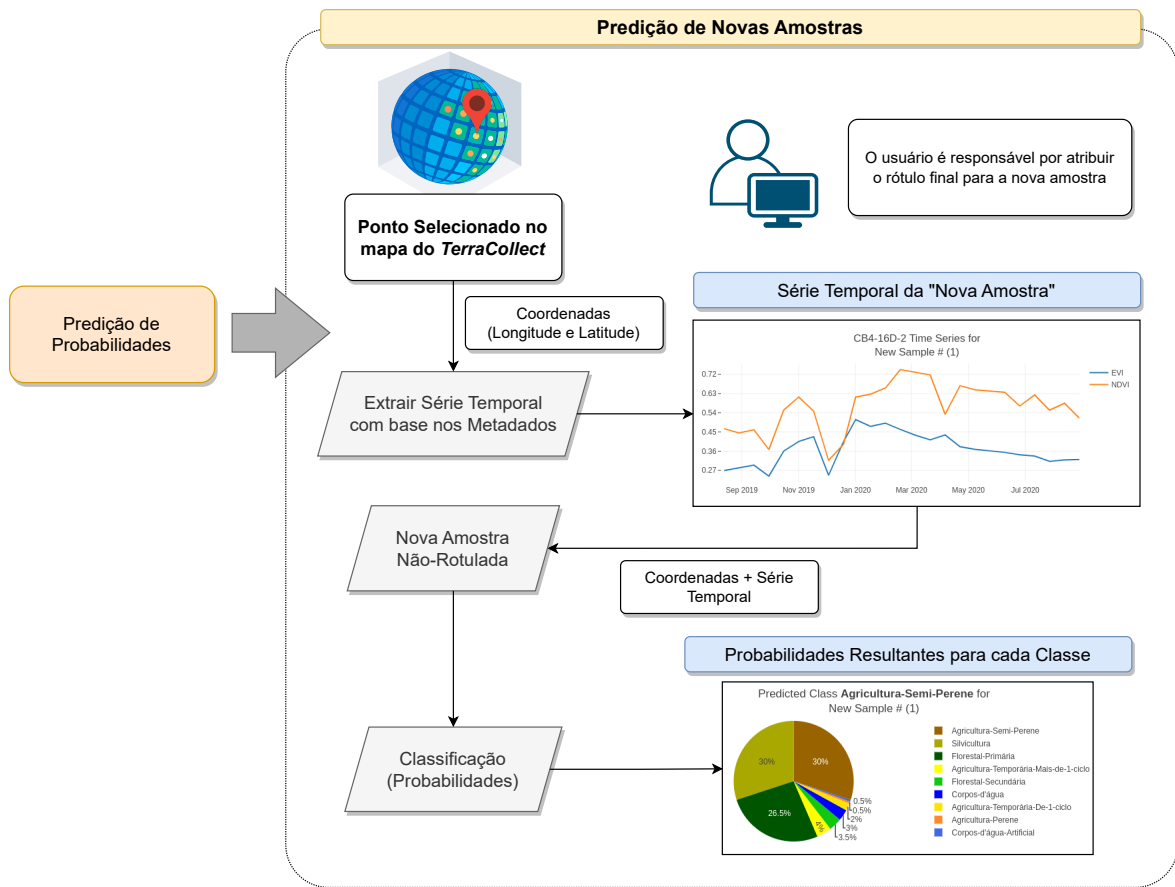 Predição de Novas Amostras
O usuário é responsável por atribuir
o rótulo final para a nova amostra
Ponto Selecionado no
mapa do TerraCollect
Predição de
Probabilidades
Coordenadas
(Longitude e Latitude)
Série Temporal da "Nova Amostra"
CB4-16D-2 Time Series for
New Sample # (1)
EVI
NDVI
0.72
0.63
0.54
0.45
0.36
0.27
Sep 2019
Nov 2019
Jan 2020
Mar 2020
May 2020
Jul 2020
Extrair Série Temporal
com base nos Metadados
Nova Amostra
Não-Rotulada
Coordenadas + Série
Temporal
Probabilidades Resultantes para cada Classe
Predicted Class Agricultura-Semi-Perene for
New Sample # (1)
Classificação
(Probabilidades)
30%
30%
26.5%
4%
3.5%
3%
2%
0.5%
0.5%
Agricultura-Semi-Perene
Silvicultura
Florestal-Primária
Agricultura-Temporária-Mais-de-1-ciclo
Florestal-Secundária
Corpos-d'água
Agricultura-Temporária-De-1-ciclo
Agricultura-Perene
Corpos-d'água-Artificial